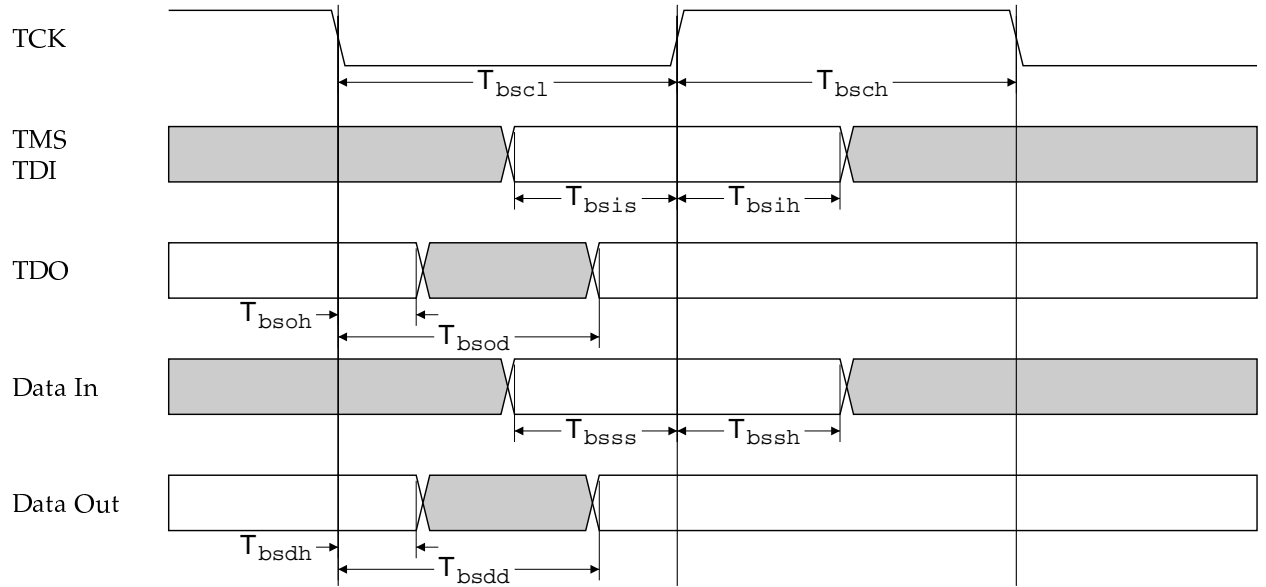 TCK
T bscl
T bsch
TMS
TDI
T bsis
T bsih
TDO
T bsoh
T bsod
Data In
T bsss
T bssh
Data Out
T bsdh
T bsdd